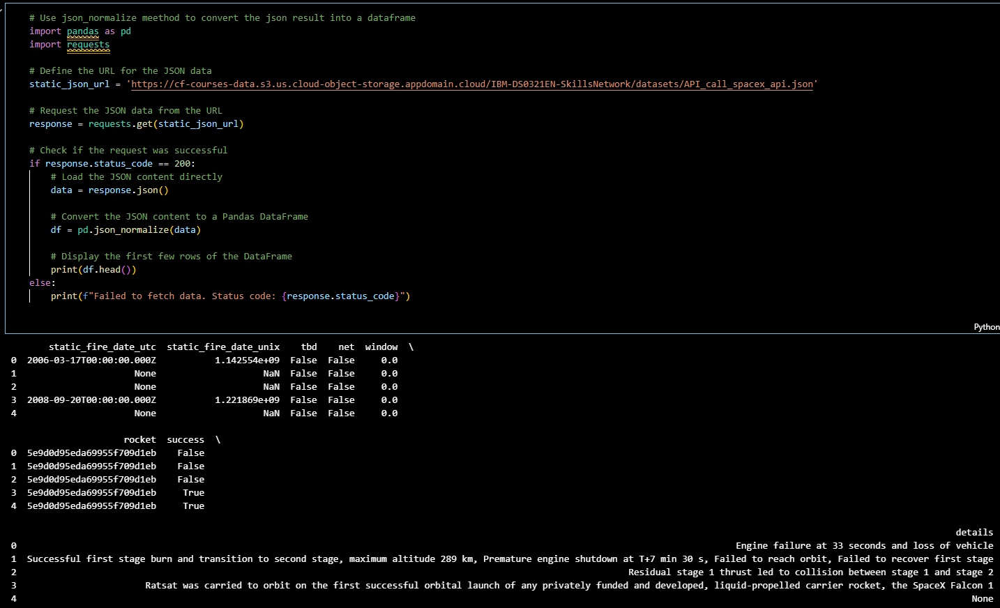 # Use json_normalize meethod to convert the json result into a dataframe
import pandas as pd
import requests
# Define the URL for the JSON data
static_json_url = 'https://cf-courses-data.s3.us.cloud-object-storage.appdomain.cloud/IBM-DS0321EN-SkillsNetwork/datasets/API_call_spacex_api.json'
# Request the JSON data from the URL
response = requests.get(static_json_url)
# Check if the request was successful
if response.status_code == 200:
    # Load the JSON content directly
    data = response.json()
    # Convert the JSON content to a Pandas DataFrame
    df = pd.json_normalize(data)
    # Display the first few rows of the DataFrame
    print(df.head())
else:
    print(f"Failed to fetch data. Status code: {response.status_code}")
Python
static_fire_date_utc static_fire_date_unix tbd net window \
0 2006-03-17T00:00:00.000Z 1.142554e+09 False False 0.0
1 None NaN False False 0.0
2 None NaN False False 0.0
3 2008-09-20T00:00:00.000Z 1.221869e+09 False False 0.0
4 None NaN False False 0.0
rocket success \
0 5e9d0d95eda69955f709d1eb False
1 5e9d0d95eda69955f709d1eb False
2 5e9d0d95eda69955f709d1eb False
3 5e9d0d95eda69955f709d1eb True
4 5e9d0d95eda69955f709d1eb True
details
0 Engine failure at 33 seconds and loss of vehicle
1 Successful first stage burn and transition to second stage, maximum altitude 289 km, Premature engine shutdown at T+7 min 30 s, Failed to reach orbit, Failed to recover first stage
2 Residual stage 1 thrust led to collision between stage 1 and stage 2
3 Ratsat was carried to orbit on the first successful orbital launch of any privately funded and developed, liquid-propelled carrier rocket, the SpaceX Falcon 1
4 None